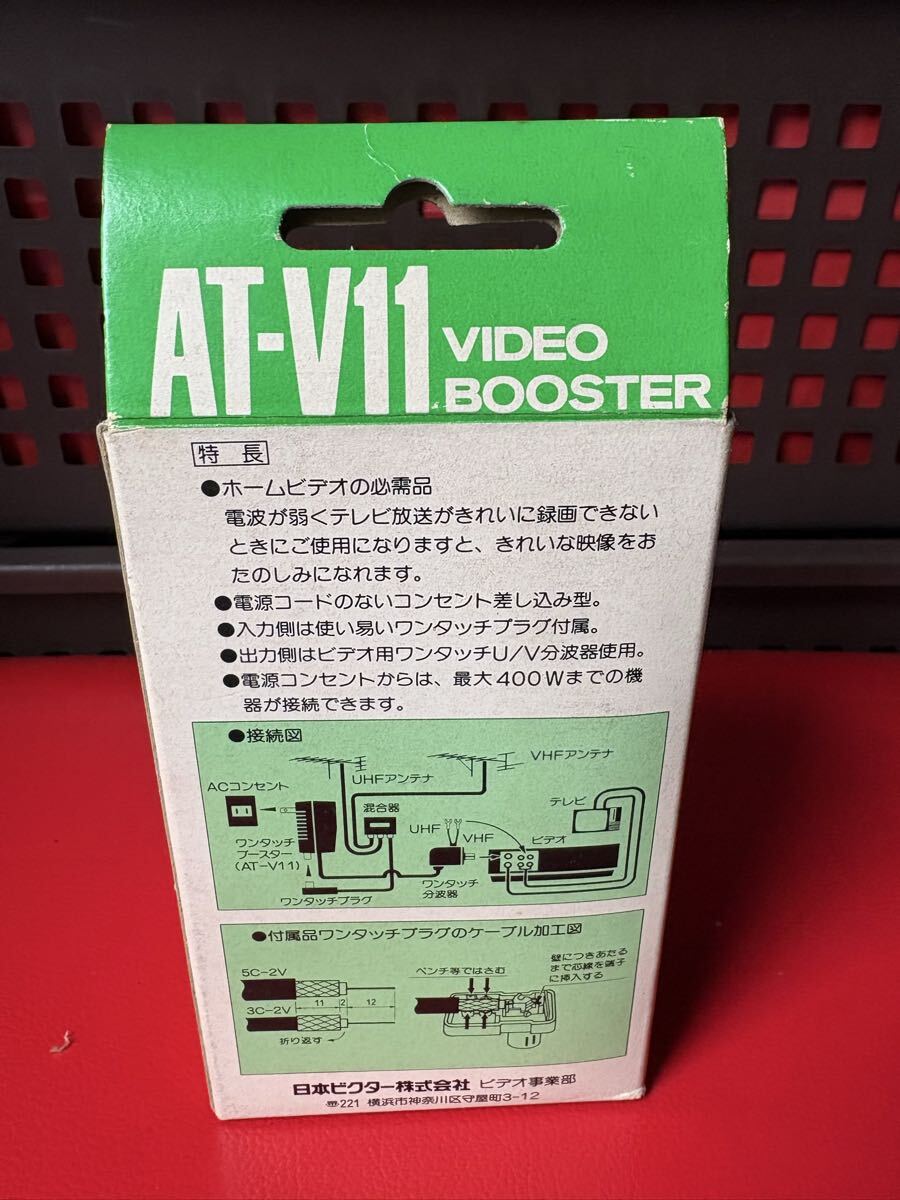 AT-V11 VIDEO
BOOSTER
特長
●ホームビデオの必需品
電波が弱くテレビ放送がきれいに録画できない
ときにご使用になりますと、きれいな映像をお
たのしみになれます。
●電源コードのないコンセント差し込み型。
●入力側は使い易いワンタッチプラグ付属。
●出力側はビデオ用ワンタッチU/V分波器使用。
●電源コンセントからは、最大400Wまでの機
器が接続できます。
●接続図
UHFアンテナ
VHFアンテナ
ACコンセント
混合器
テレビ
ワンタッチ
ブースター
(AT-V11)
UHF
VHF
ビデオ
ワンタッチ
分波器
ワンタッチプラグ
●付属品ワンタッチプラグのケーブル加工図
5C-2V
11 2 12
3C-2V
折り返す
ペンチ等ではさむ
壁につきあたる
まで芯線を端子
に挿入する
日本ビクター株式会社 ビデオ事業部
〒221 横浜市神奈川区守屋町3-12